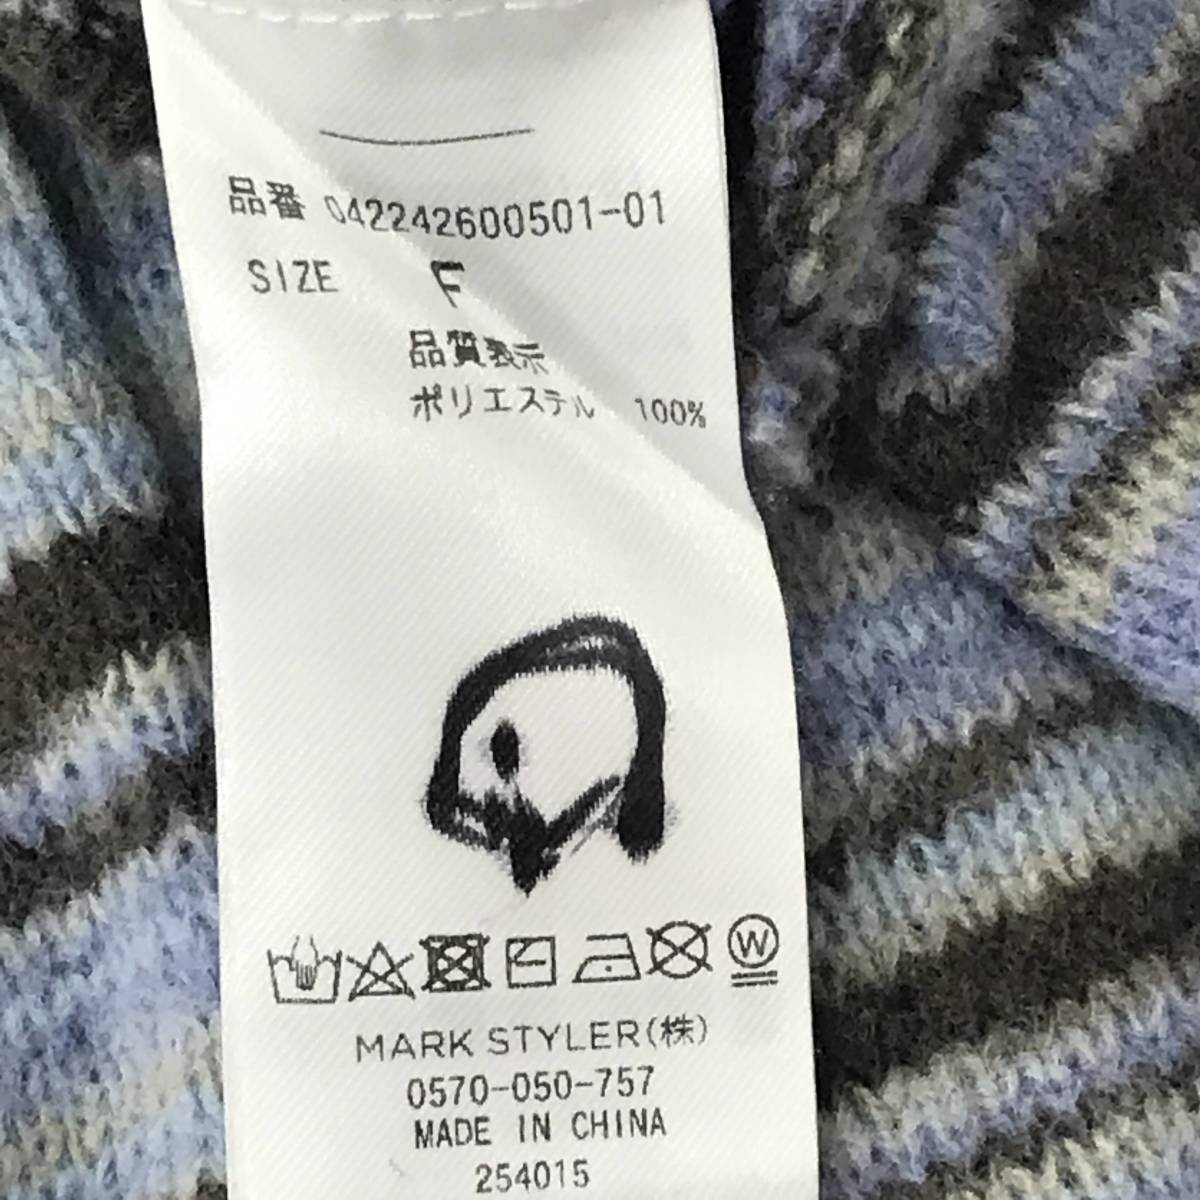 品番 042242600501-01
SIZE F
品質表示
ポリエステル 100%
W
MARK STYLER(株)
0570-050-757
MADE IN CHINA
254015